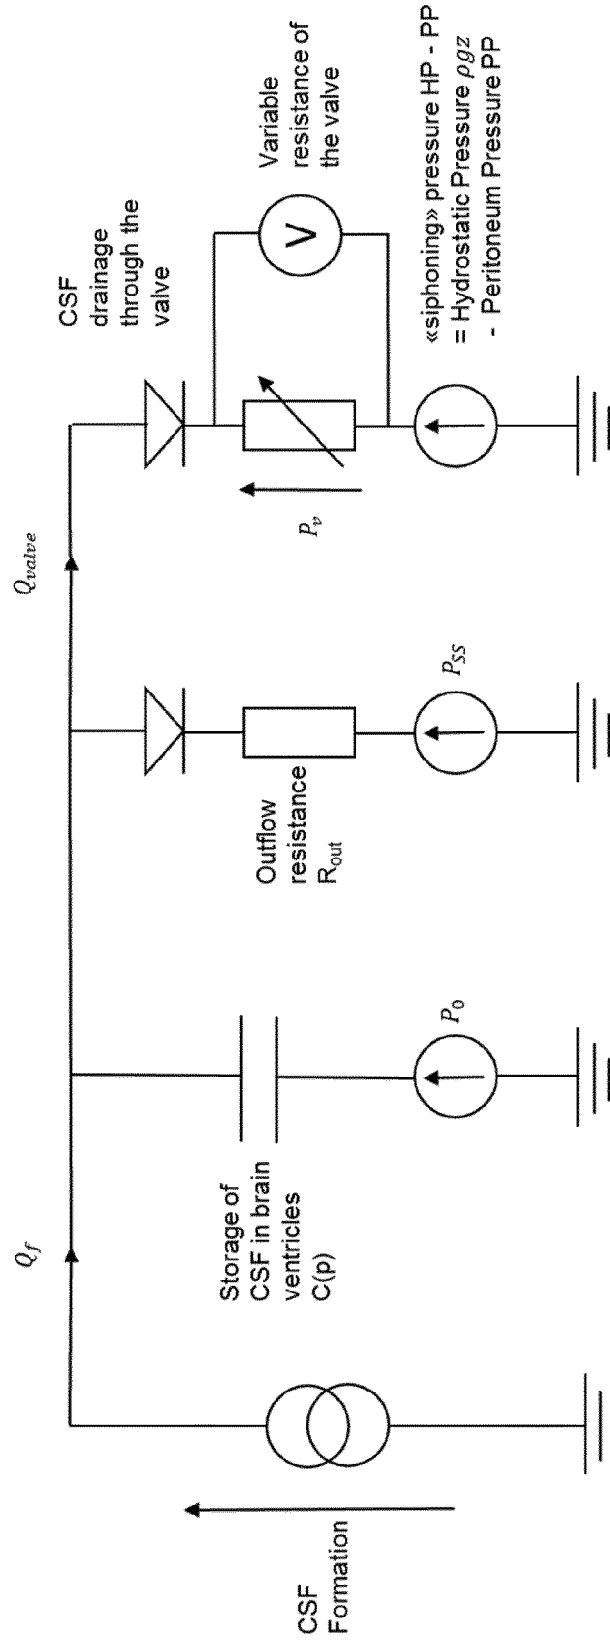 CSF
Formation
Q_f
Storage of
CSF in brain
ventricles
C(p)
P_0
Outflow
resistance
R_out
P_SS
Q_valve
CSF
drainage
through the
valve
P_v
V
Variable
resistance of
the valve
«siphoning» pressure HP - PP
= Hydrostatic Pressure ρgz
- Peritoneum Pressure PP